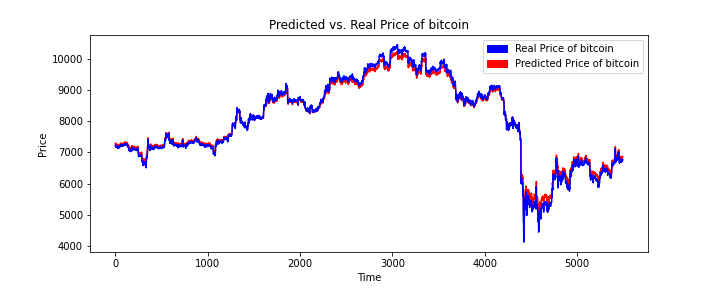 Predicted vs. Real Price of bitcoin
Real Price of bitcoin
Predicted Price of bitcoin
Price
10000
9000
8000
7000
6000
5000
4000
0 1000 2000 3000 4000 5000
Time